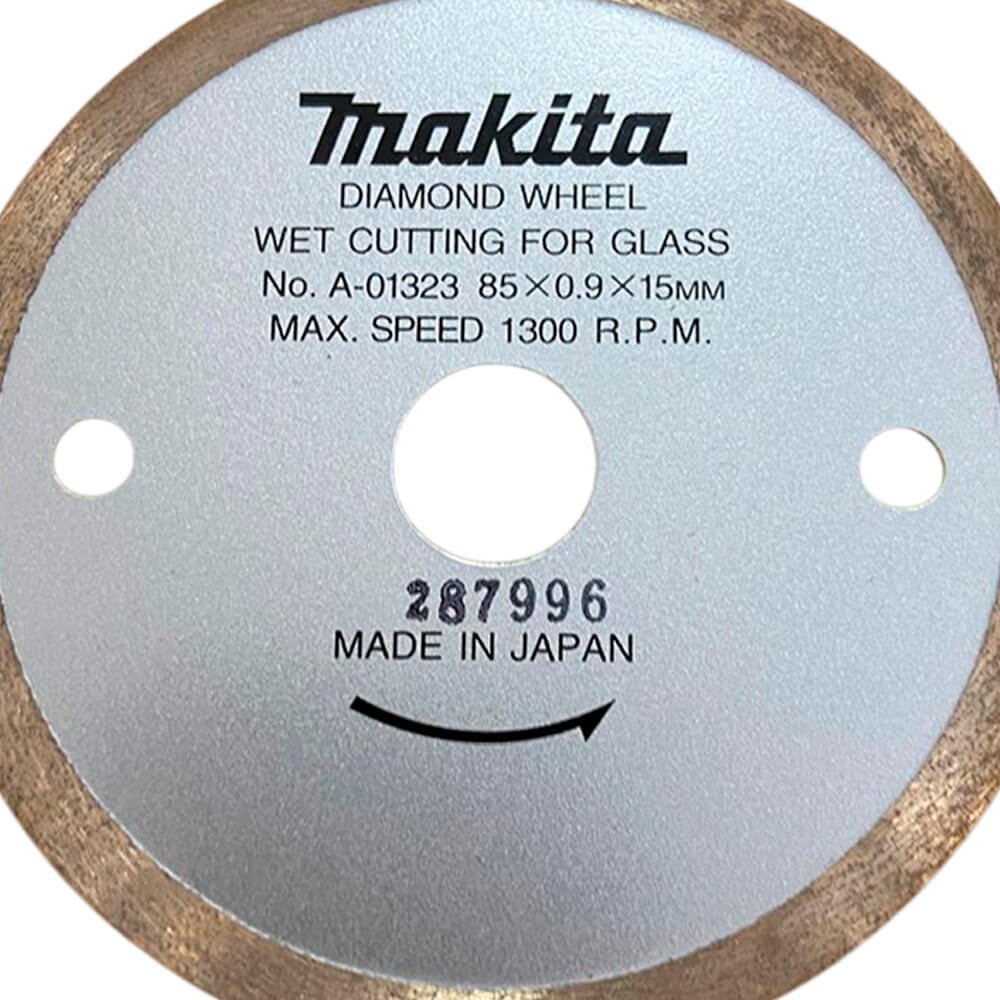 makita
DIAMOND WHEEL
WET CUTTING FOR GLASS
No. A-01323 85×0.9×15MM
MAX. SPEED 1300 R.P.M.
287996
MADE IN JAPAN